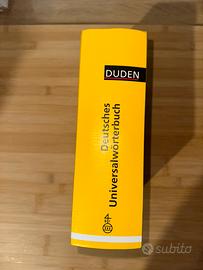 DUDEN
Deutsches
Universalwörterbuch
subito